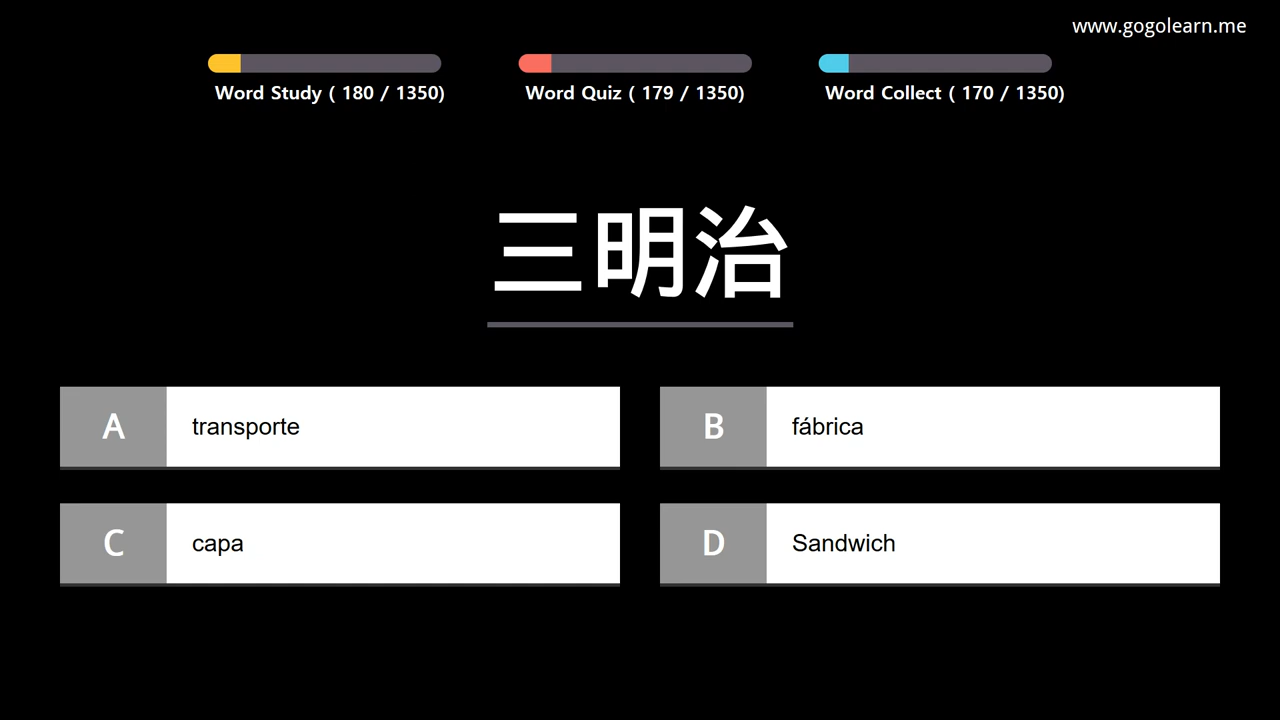 www.gogolearn.me
Word Study ( 180 / 1350)
Word Quiz ( 179 / 1350)
Word Collect ( 170 / 1350)
三明治
A transporte
B fábrica
C capa
D Sandwich